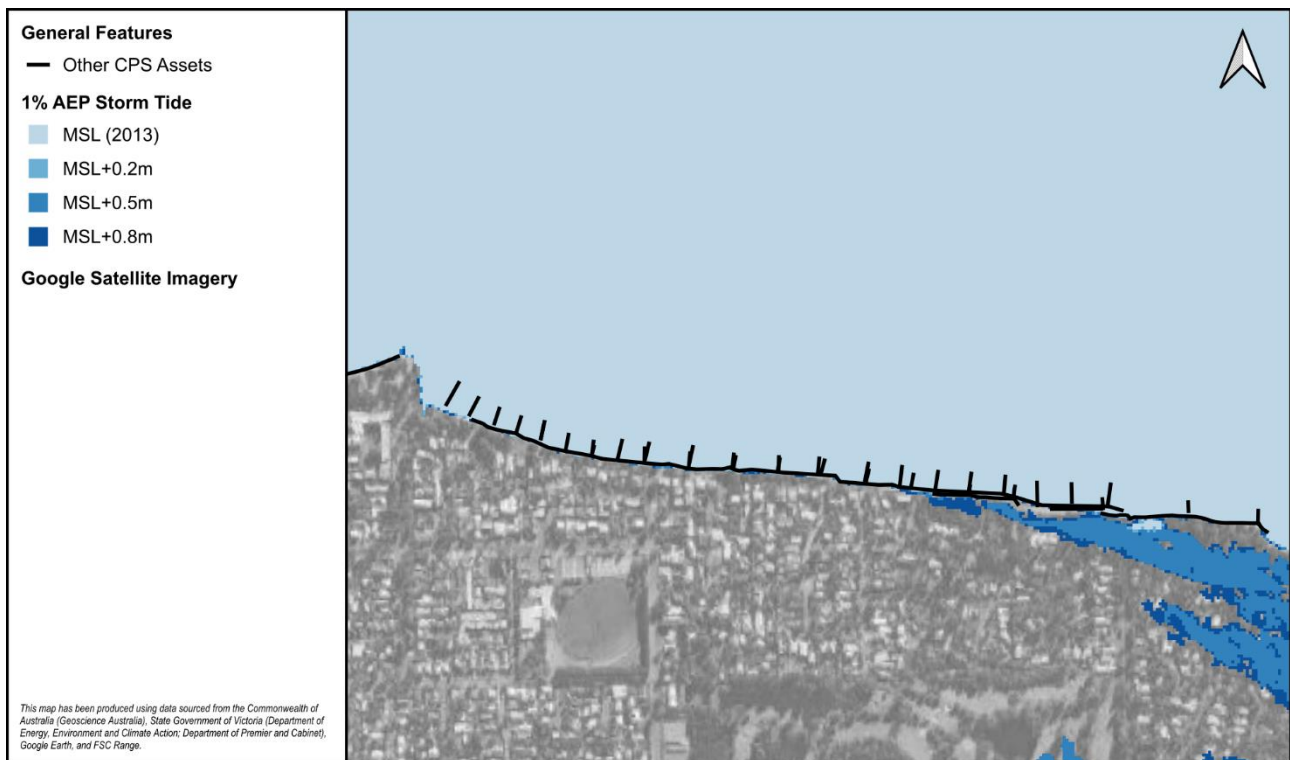 General Features
Other CPS Assets
1% AEP Storm Tide
MSL (2013)
MSL+0.2m
MSL+0.5m
MSL+0.8m
Google Satellite Imagery
This map has been produced using data sourced from the Commonwealth of
Australia (Geoscience Australia), State Government of Victoria (Department of
Energy, Environment and Climate Action; Department of Premier and Cabinet),
Google Earth, and FSC Range.